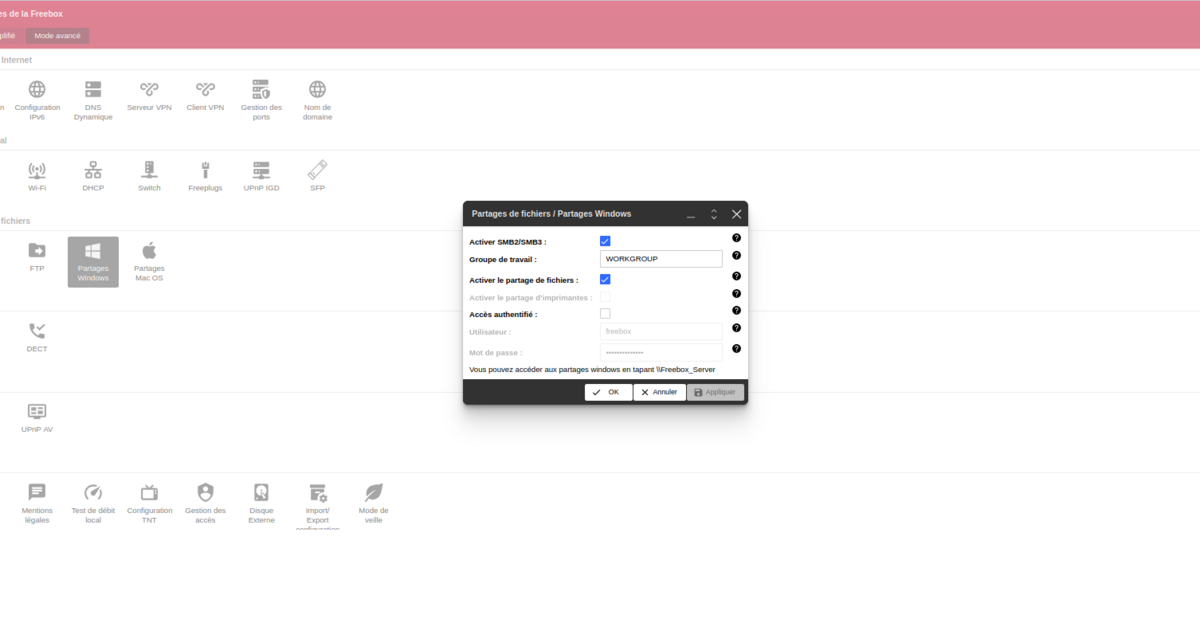 es de la Freebox
plifié Mode avancé
Internet
n Configuration IPv6
DNS Dynamique
Serveur VPN
Client VPN
Gestion des ports
Nom de domaine
al
Wi-Fi
DHCP
Switch
Freeplugs
UPnP IGD
SFP
fichiers
FTP
Partages Windows
Partages Mac OS
DECT
UPnP AV
Mentions légales
Test de débit local
Configuration TNT
Gestion des accès
Disque Externe
Import/ Export configuration
Mode de veille
Partages de fichiers / Partages Windows
Activer SMB2/SMB3 :
Groupe de travail : WORKGROUP
Activer le partage de fichiers :
Activer le partage d'imprimantes :
Accès authentifié :
Utilisateur : freebox
Mot de passe : ••••••••••••••
Vous pouvez accéder aux partages windows en tapant \\Freebox_Server
OK Annuler Appliquer